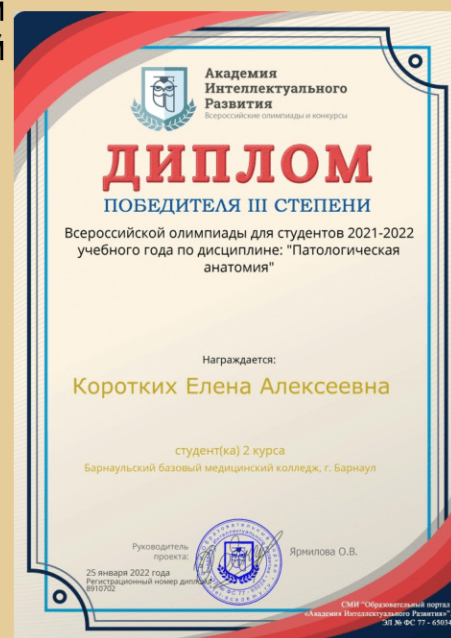 и
й
Академия
Интеллектуального
Развития
Всероссийские олимпиады и конкурсы
ДИПЛОМ
ПОБЕДИТЕЛЯ III СТЕПЕНИ
Всероссийской олимпиады для студентов 2021-2022
учебного года по дисциплине: "Патологическая
анатомия"
Награждается:
Коротких Елена Алексеевна
студент(ка) 2 курса
Барнаульский базовый медицинский колледж, г. Барнаул
Руководитель
проекта:
Ярмилова О.В.
25 января 2022 года
Регистрационный номер диплома
8910702
СМИ "Образовательный портал
«Академия Интеллектуального Развития»"
ЭЛ № ФС 77 - 65034